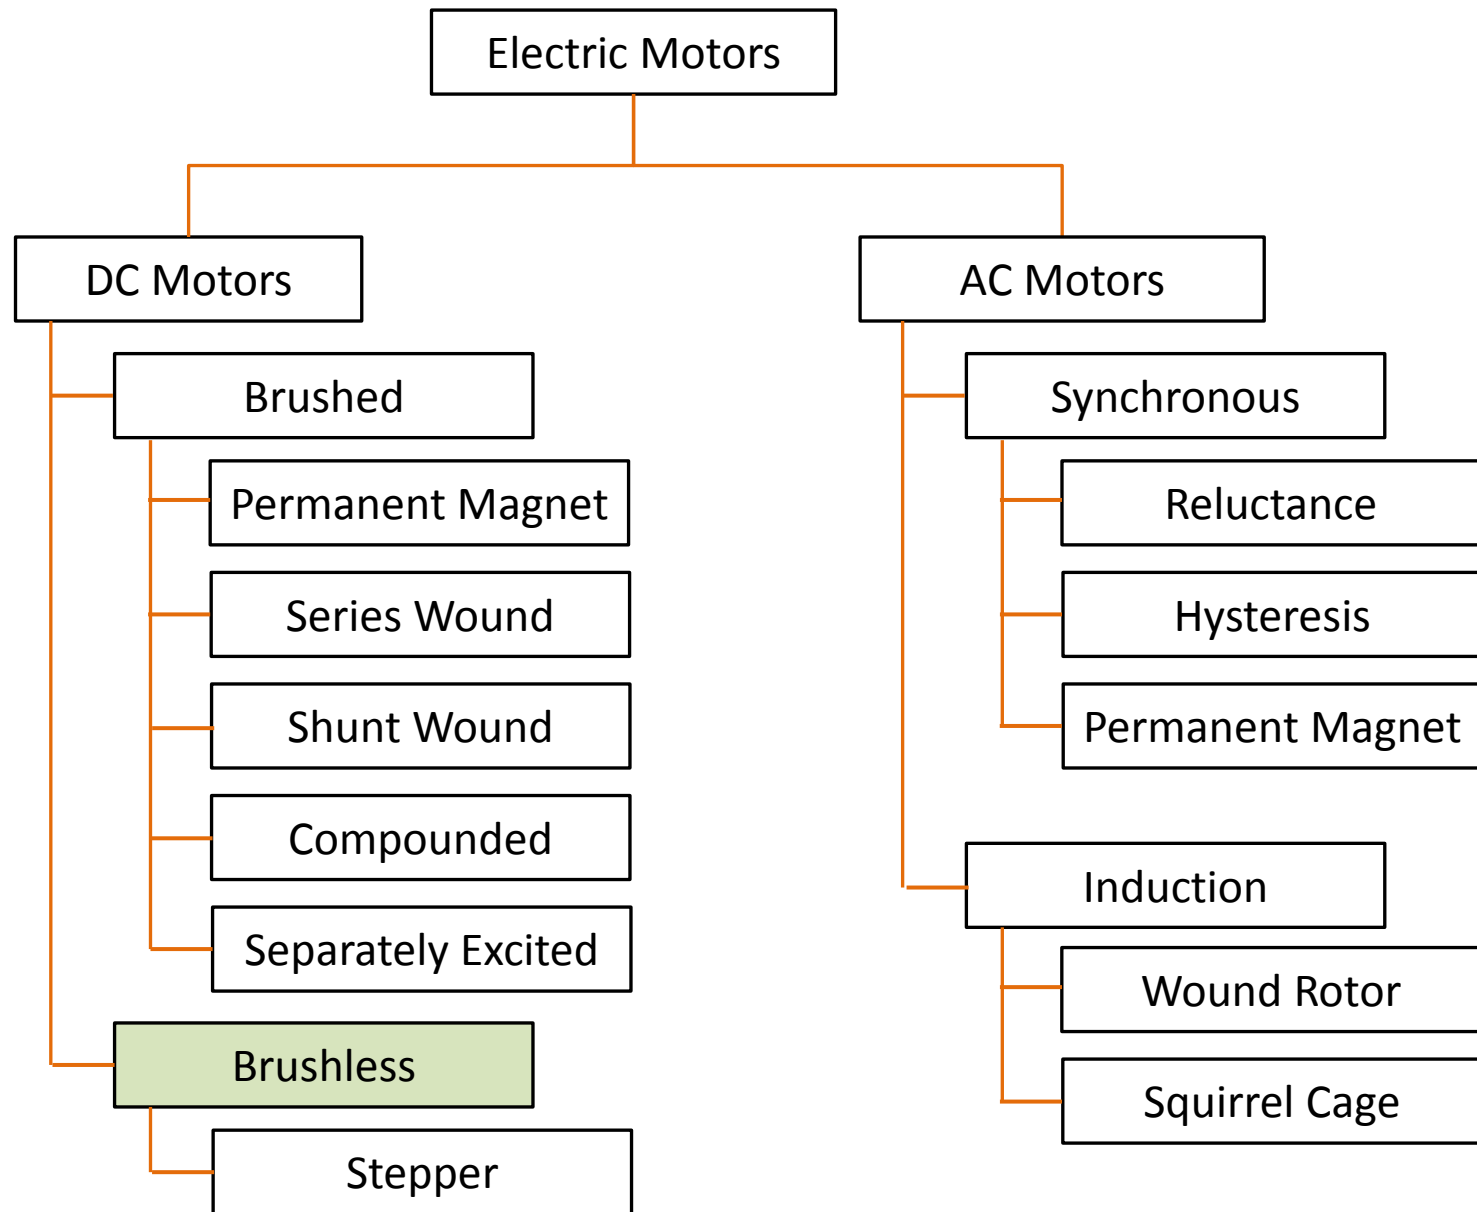 Electric Motors
DC Motors
Brushed
Permanent Magnet
Series Wound
Shunt Wound
Compounded
Separately Excited
Brushless
Stepper
AC Motors
Synchronous
Reluctance
Hysteresis
Permanent Magnet
Induction
Wound Rotor
Squirrel Cage